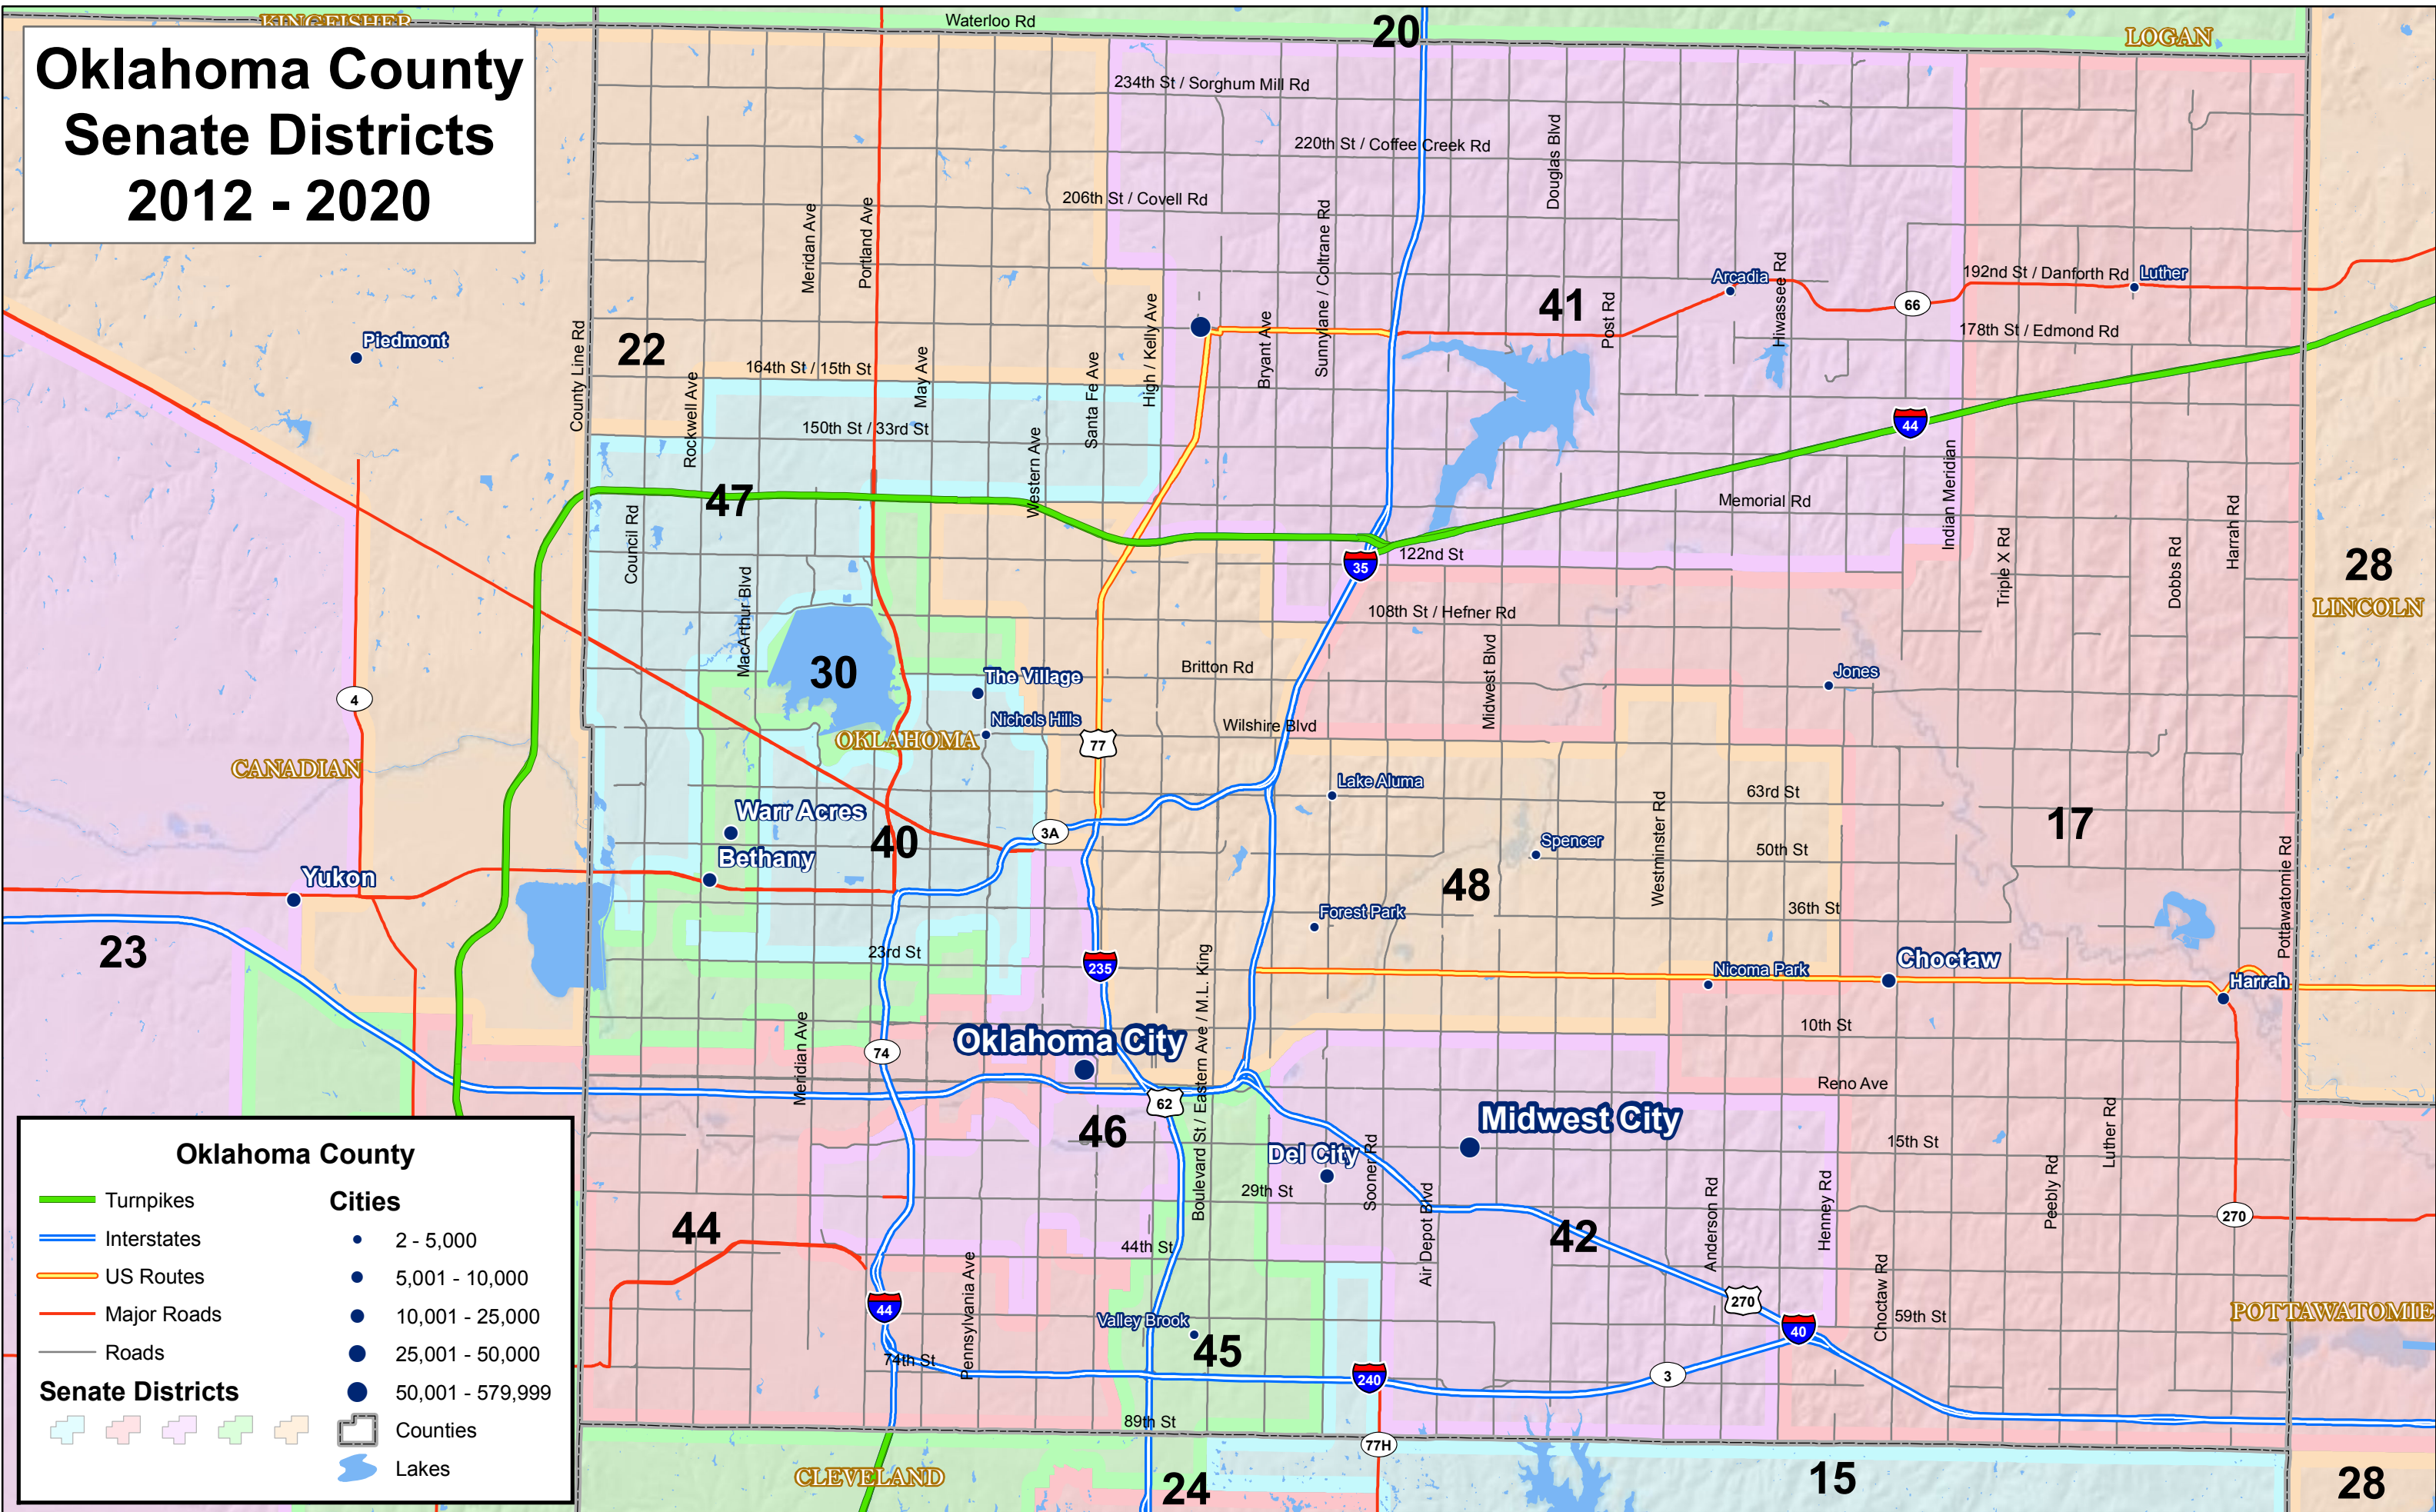 Oklahoma County
Senate Districts
2012 - 2020
KINGFISHER
Waterloo Rd
20
LOGAN
234th St / Sorghum Mill Rd
220th St / Coffee Creek Rd
206th St / Covell Rd
Douglas Blvd
Meridian Ave
Portland Ave
Sunnylane / Coltrane Rd
Arcadia
Hiwassee Rd
192nd St / Danforth Rd
Luther
66
41
Post Rd
178th St / Edmond Rd
Piedmont
County Line Rd
22
High / Kelly Ave
Bryant Ave
164th St / 15th St
May Ave
Santa Fe Ave
Rockwell Ave
150th St / 33rd St
44
Western Ave
Indian Meridian
47
Memorial Rd
Council Rd
Harrah Rd
Triple X Rd
Dobbs Rd
122nd St
35
28
LINCOLN
MacArthur Blvd
108th St / Hefner Rd
Midwest Blvd
30
The Village
Britton Rd
Jones
4
Nichols Hills
Wilshire Blvd
OKLAHOMA
77
CANADIAN
Lake Aluma
63rd St
Westminster Rd
Warr Acres
3A
17
40
Spencer
50th St
Bethany
Pottawatomie Rd
Yukon
48
36th St
Forest Park
23
23rd St
235
Boulevard St / Eastern Ave / M.L. King
Nicoma Park
Choctaw
Harrah
Meridian Ave
Oklahoma City
10th St
74
Reno Ave
62
46
Midwest City
Del City
Sooner Rd
15th St
Luther Rd
29th St
Air Depot Blvd
Anderson Rd
Henney Rd
Peebly Rd
270
44
42
44th St
Pennsylvania Ave
Choctaw Rd
270
44
Valley Brook
40
59th St
POTTAWATOMIE
45
74th St
240
3
89th St
77H
CLEVELAND
24
15
28
Oklahoma County
Turnpikes
Interstates
US Routes
Major Roads
Roads
Senate Districts
Cities
2 - 5,000
5,001 - 10,000
10,001 - 25,000
25,001 - 50,000
50,001 - 579,999
Counties
Lakes